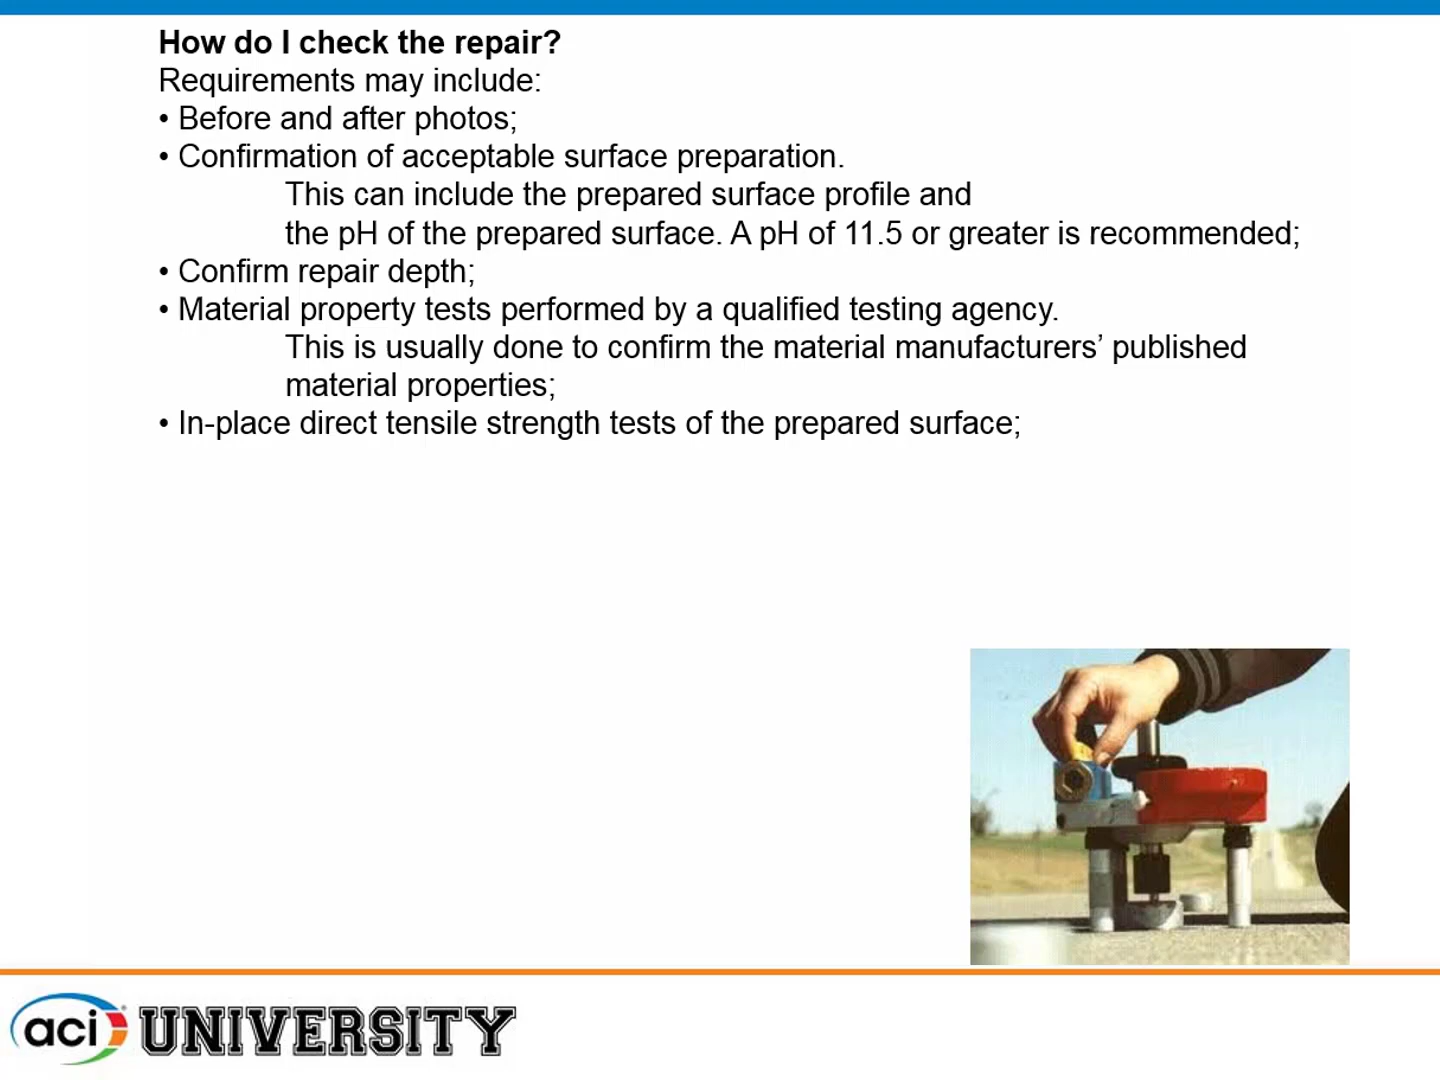 How do I check the repair?
Requirements may include:
• Before and after photos;
• Confirmation of acceptable surface preparation.
This can include the prepared surface profile and
the pH of the prepared surface. A pH of 11.5 or greater is recommended;
• Confirm repair depth;
• Material property tests performed by a qualified testing agency.
This is usually done to confirm the material manufacturers’ published
material properties;
• In-place direct tensile strength tests of the prepared surface;
aci UNIVERSITY